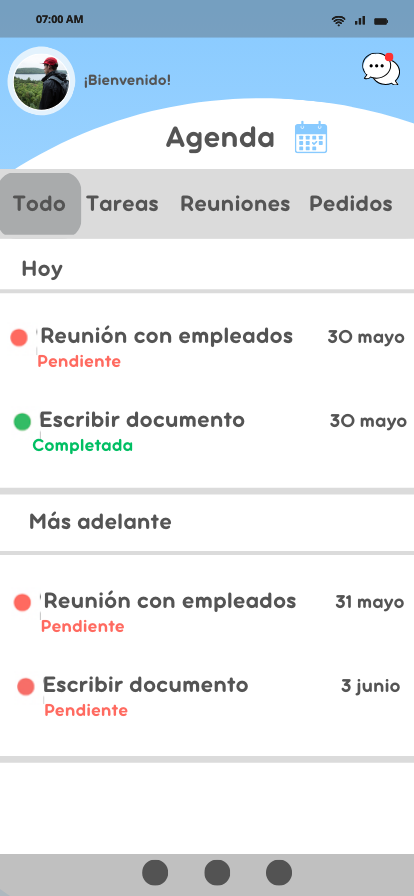 07:00 AM
¡Bienvenido!
Agenda
Todo Tareas Reuniones Pedidos
Hoy
Reunión con empleados 30 mayo
Pendiente
Escribir documento 30 mayo
Completada
Más adelante
Reunión con empleados 31 mayo
Pendiente
Escribir documento 3 junio
Pendiente